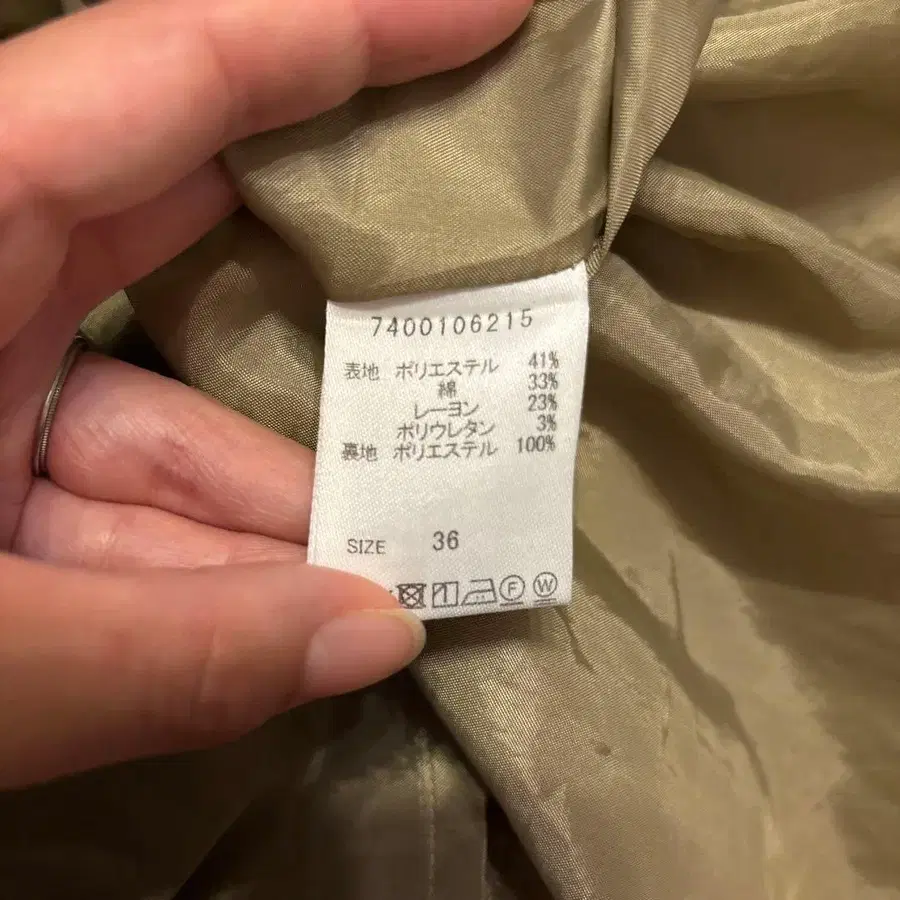 7400106215
表地 ポリエステル 41%
綿 33%
レーヨン 23%
ポリウレタン 3%
裏地 ポリエステル 100%
SIZE 36
F W